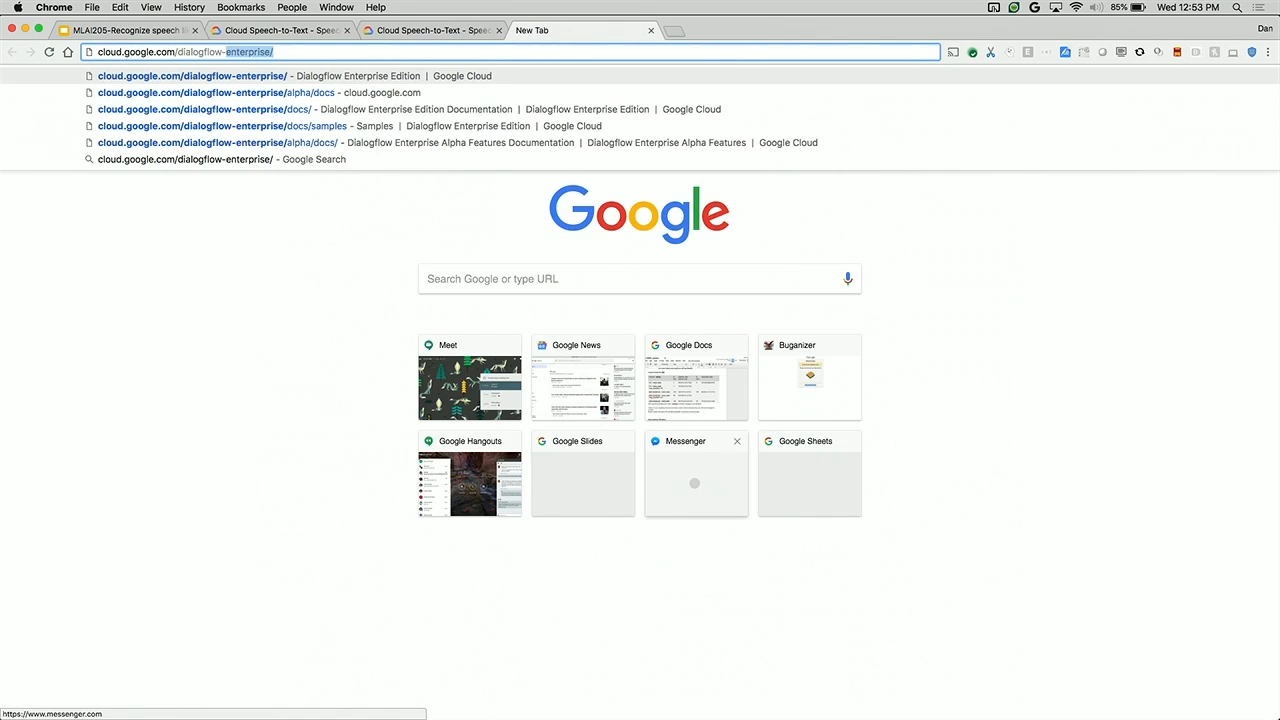 Chrome File Edit View History Bookmarks People Window Help 85% Wed 12:53 PM
MLAI205-Recognize speech Cloud Speech-to-Text - Speec Cloud Speech-to-Text - Speec New Tab Dan
cloud.google.com/dialogflow-enterprise/
cloud.google.com/dialogflow-enterprise/ - Dialogflow Enterprise Edition | Google Cloud
cloud.google.com/dialogflow-enterprise/alpha/docs - cloud.google.com
cloud.google.com/dialogflow-enterprise/docs/ - Dialogflow Enterprise Edition Documentation | Dialogflow Enterprise Edition | Google Cloud
cloud.google.com/dialogflow-enterprise/docs/samples - Samples | Dialogflow Enterprise Edition | Google Cloud
cloud.google.com/dialogflow-enterprise/alpha/docs/ - Dialogflow Enterprise Alpha Features Documentation | Dialogflow Enterprise Alpha Features | Google Cloud
cloud.google.com/dialogflow-enterprise/ - Google Search
Google
Search Google or type URL
Meet Google News Google Docs Buganizer
Google Hangouts Google Slides Messenger Google Sheets
https://www.messenger.com